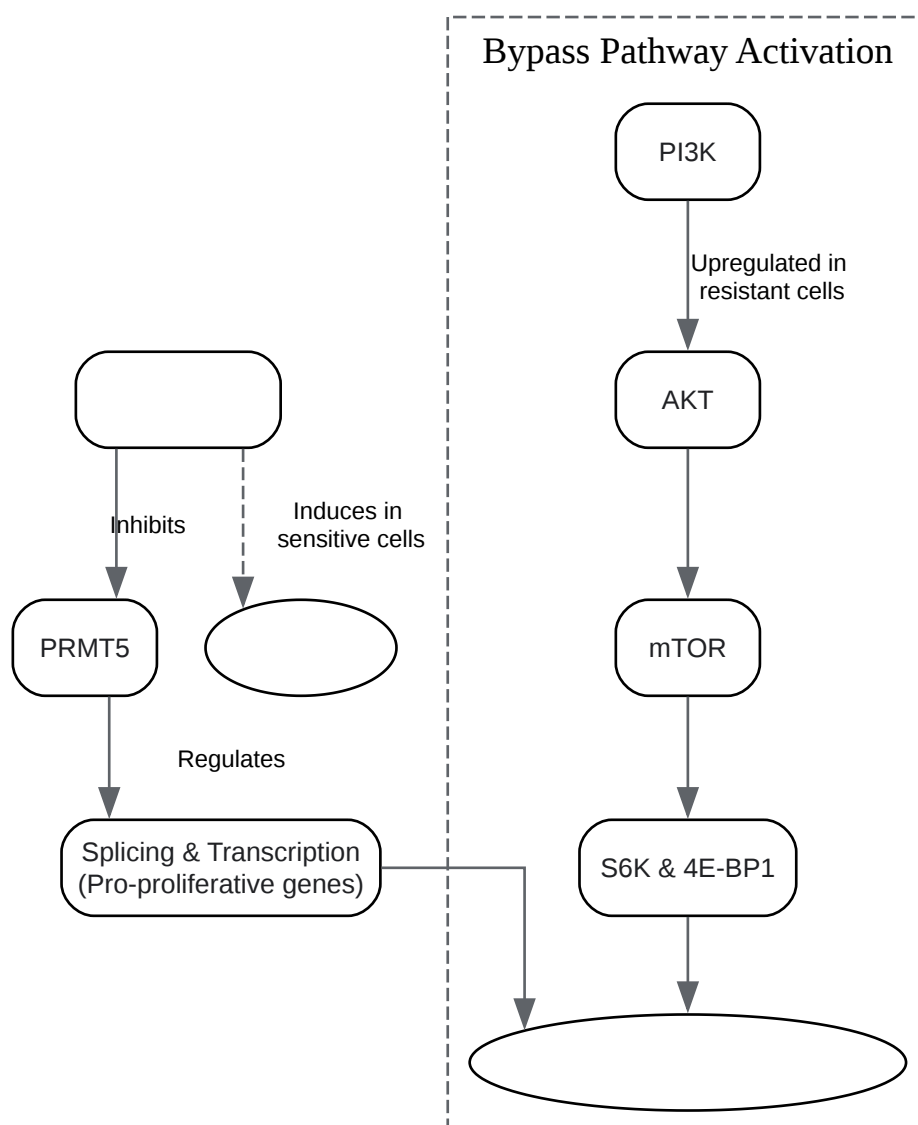 Bypass Pathway Activation
PI3K
Upregulated in
resistant cells
AKT
Inhibits
Induces in
sensitive cells
PRMT5
mTOR
Regulates
Splicing & Transcription
(Pro-proliferative genes)
S6K & 4E-BP1